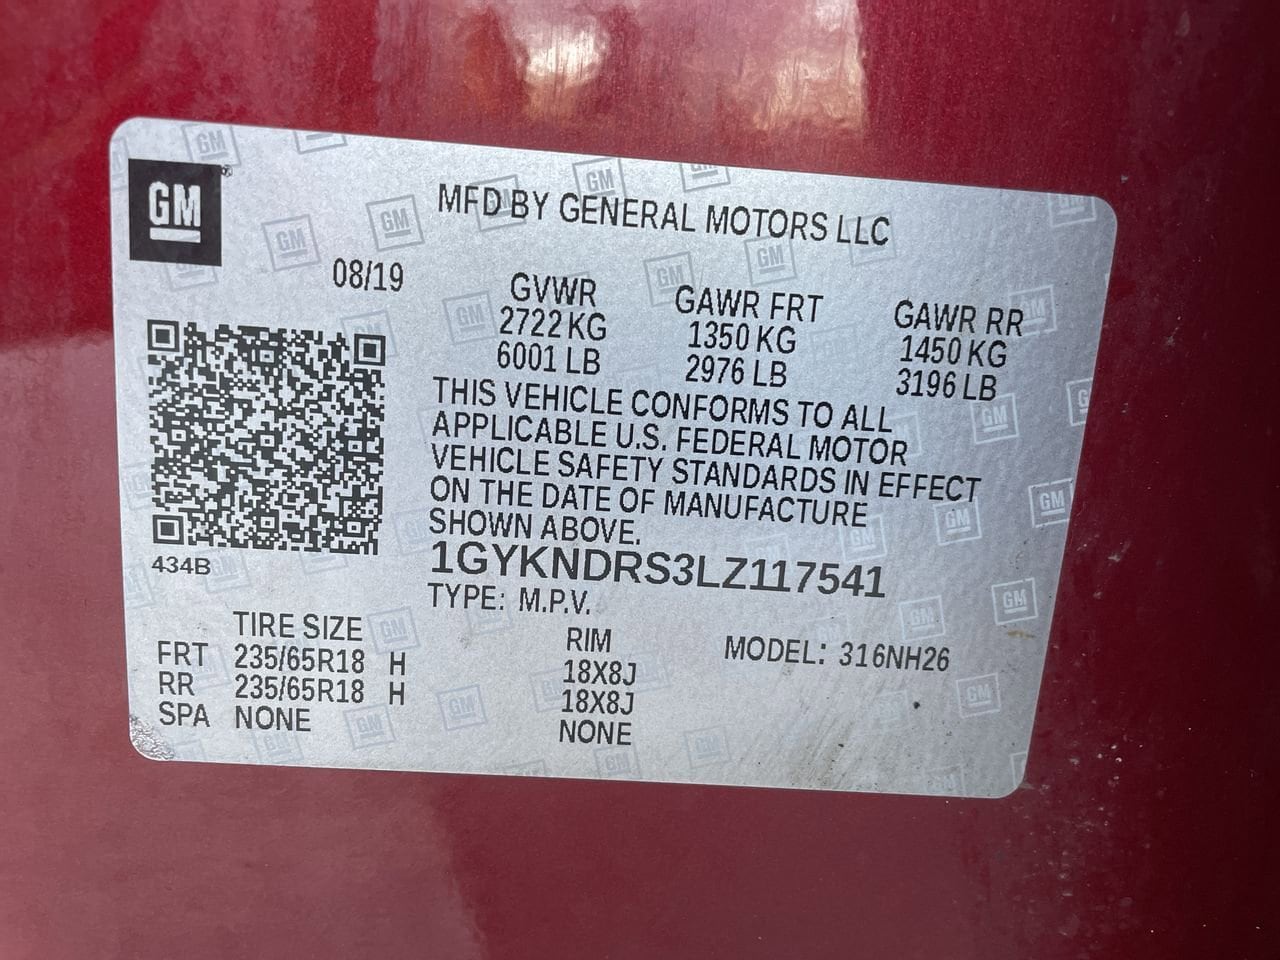 GM
MFD BY GENERAL MOTORS LLC
08/19
GVWR GAWR FRT GAWR RR
2722 KG 1350 KG 1450 KG
6001 LB 2976 LB 3196 LB
THIS VEHICLE CONFORMS TO ALL
APPLICABLE U.S. FEDERAL MOTOR
VEHICLE SAFETY STANDARDS IN EFFECT
ON THE DATE OF MANUFACTURE
SHOWN ABOVE.
434B
1GYKNDRS3LZ117541
TYPE: M.P.V.
TIRE SIZE RIM MODEL: 316NH26
FRT 235/65R18 H 18X8J
RR 235/65R18 H 18X8J
SPA NONE NONE